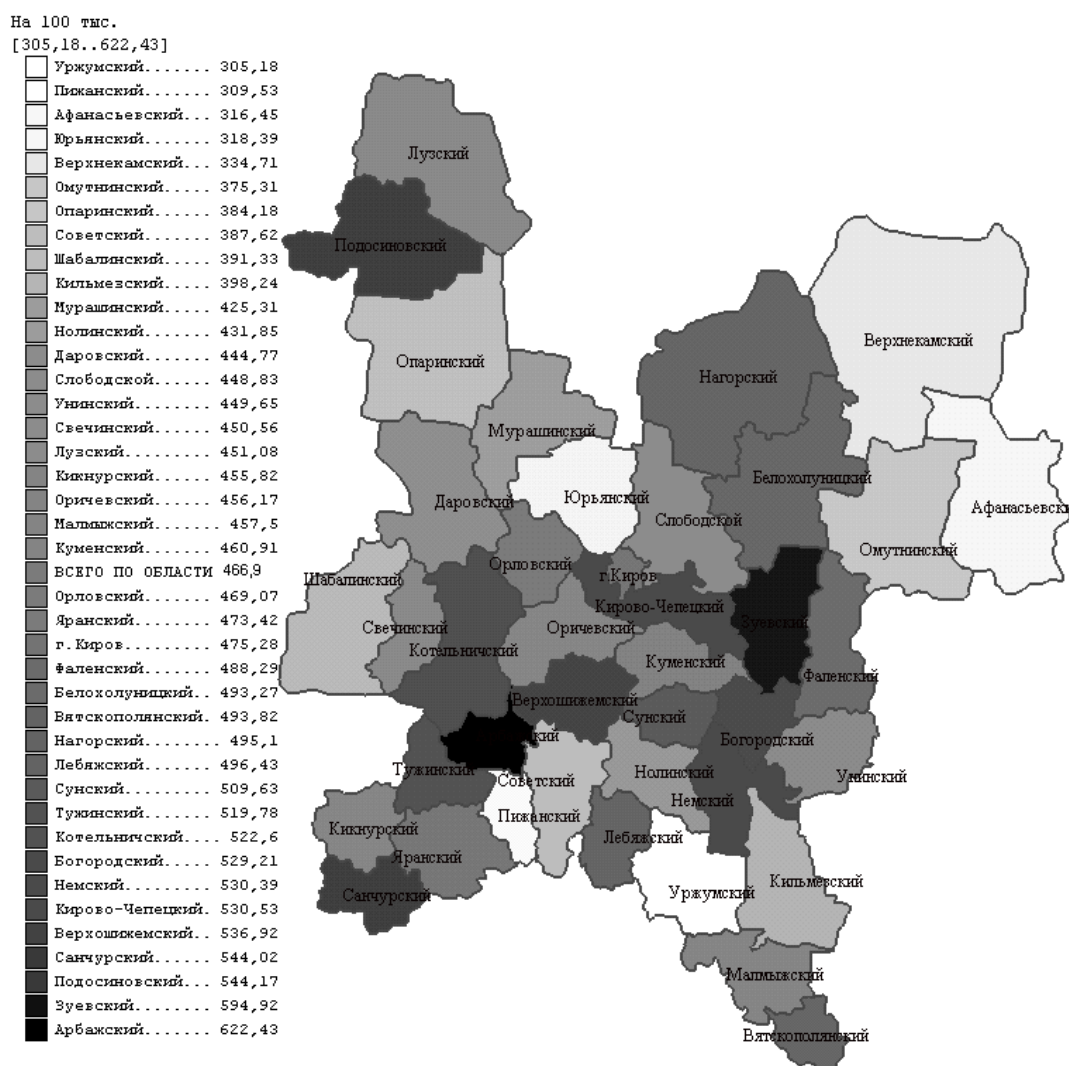 На 100 тыс.
[305,18..622,43]
Уржумский....... 305,18
Пижанский....... 309,53
Афанасьевский... 316,45
Юрьянский....... 318,39
Верхнекамский... 334,71
Омутнинский..... 375,31
Опаринский...... 384,18
Советский....... 387,62
Шабалинский..... 391,33
Кильмезский..... 398,24
Мурашинский..... 425,31
Нолинский....... 431,85
Даровский....... 444,77
Слободской...... 448,83
Унинский........ 449,65
Свечинский...... 450,56
Лузский......... 451,08
Кикнурский...... 455,82
Оричевский...... 456,17
Малмыжский...... 457,5
Куменский....... 460,91
ВСЕГО ПО ОБЛАСТИ 466,9
Орловский....... 469,07
Яранский........ 473,42
г.Киров......... 475,28
Фаленский....... 488,29
Белохолуницкий.. 493,27
Вятскополянский. 493,82
Нагорский....... 495,1
Лебяжский....... 496,43
Сунский......... 509,63
Тужинский....... 519,78
Котельничский... 522,6
Богородский..... 529,21
Немский......... 530,39
Кирово-Чепецкий. 530,53
Верхошижемский.. 536,92
Санчурский...... 544,02
Подосиновский... 544,17
Зуевский........ 594,92
Арбажский....... 622,43
Лузский
Подосиновский
Опаринский
Верхнекамский
Нагорский
Мурашинский
Белохолуницкий
Даровский
Юрьянский
Слободской
Афанасьевск
Омутнинский
Орловский
г.Киров
Шабалинский
Кирово-Чепецкий
Зуевский
Свечинский
Оричевский
Котельничский
Куменский
Фаленский
Верхошижемский
Сунский
Богородский
кий
Тужинский
Советский
Нолинский
Унинский
Немский
Пижанский
Кикнурский
Лебяжский
Яранский
Санчурский
Уржумский
Кильмезский
Малмыжский
Вятскополянский